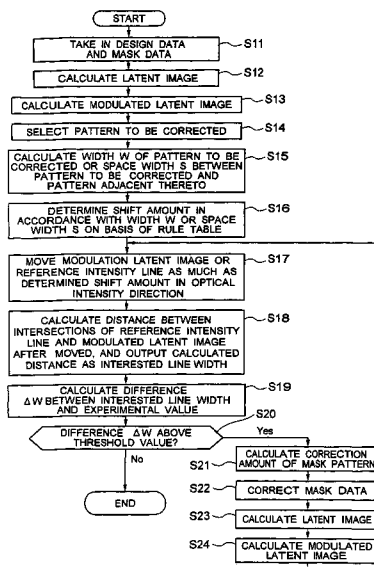 START
TAKE IN DESIGN DATA
AND MASK DATA
S11
CALCULATE LATENT IMAGE
S12
CALCULATE MODULATED LATENT IMAGE
S13
SELECT PATTERN TO BE CORRECTED
S14
CALCULATE WIDTH W OF PATTERN TO BE
CORRECTED OR SPACE WIDTH S BETWEEN
PATTERN TO BE CORRECTED AND
PATTERN ADJACENT THERETO
S15
DETERMINE SHIFT AMOUNT IN
ACCORDANCE WITH WIDTH W OR SPACE
WIDTH S ON BASIS OF RULE TABLE
S16
MOVE MODULATION LATENT IMAGE OR
REFERENCE INTENSITY LINE AS MUCH AS
DETERMINED SHIFT AMOUNT IN OPTICAL
INTENSITY DIRECTION
S17
CALCULATE DISTANCE BETWEEN
INTERSECTIONS OF REFERENCE INTENSITY
LINE AND MODULATED LATENT IMAGE
AFTER MOVED, AND OUTPUT CALCULATED
DISTANCE AS INTERESTED LINE WIDTH
S18
CALCULATE DIFFERENCE
ΔW BETWEEN INTERESTED LINE WIDTH
AND EXPERIMENTAL VALUE
S19
DIFFERENCE ΔW ABOVE
THRESHOLD VALUE?
S20
Yes
No
END
S21
CALCULATE CORRECTION
AMOUNT OF MASK PATTERN
S22
CORRECT MASK DATA
S23
CALCULATE LATENT IMAGE
S24
CALCULATE MODULATED
LATENT IMAGE